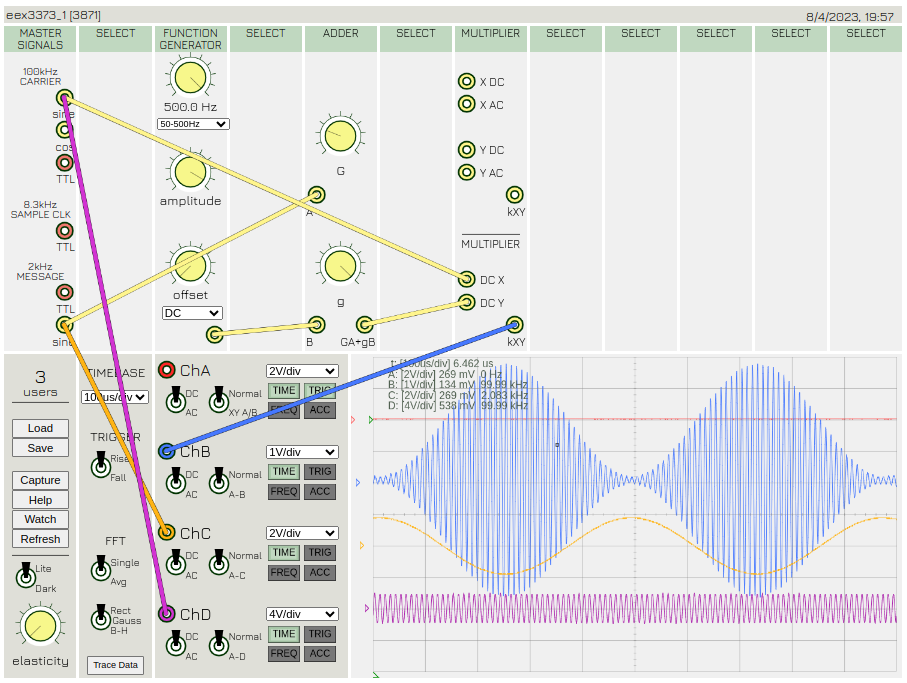 eex3373_1 [3871]
8/4/2023, 19:57
MASTER
SIGNALS
SELECT
FUNCTION
GENERATOR
SELECT
ADDER
SELECT
MULTIPLIER
SELECT
SELECT
SELECT
SELECT
SELECT
100kHz
CARRIER
sine
cos
TTL
8.3kHz
SAMPLE CLK
TTL
2kHz
MESSAGE
TTL
sine
500.0 Hz
50-500Hz
amplitude
offset
DC
G
A
g
B
GA+gB
X DC
X AC
Y DC
Y AC
kXY
MULTIPLIER
DC X
DC Y
kXY
3
users
Load
Save
Capture
Help
Watch
Refresh
Lite
Dark
elasticity
TIMEBASE
100us/div
TRIGGER
Rise
Fall
FFT
Single
Avg
Rect
Gauss
B-H
Trace Data
ChA
2V/div
DC
AC
Normal
XY A/B
TIME
TRIG
FREQ
ACC
ChB
1V/div
DC
AC
Normal
A-B
TIME
TRIG
FREQ
ACC
ChC
2V/div
DC
AC
Normal
A-C
TIME
TRIG
FREQ
ACC
ChD
4V/div
DC
AC
Normal
A-D
TIME
TRIG
FREQ
ACC
t: [100us/div] 6.462 us
A: [2V/div] 269 mV 0 Hz
B: [1V/div] 134 mV 99.99 kHz
C: [2V/div] 269 mV 2.083 kHz
D: [4V/div] 538 mV 99.99 kHz